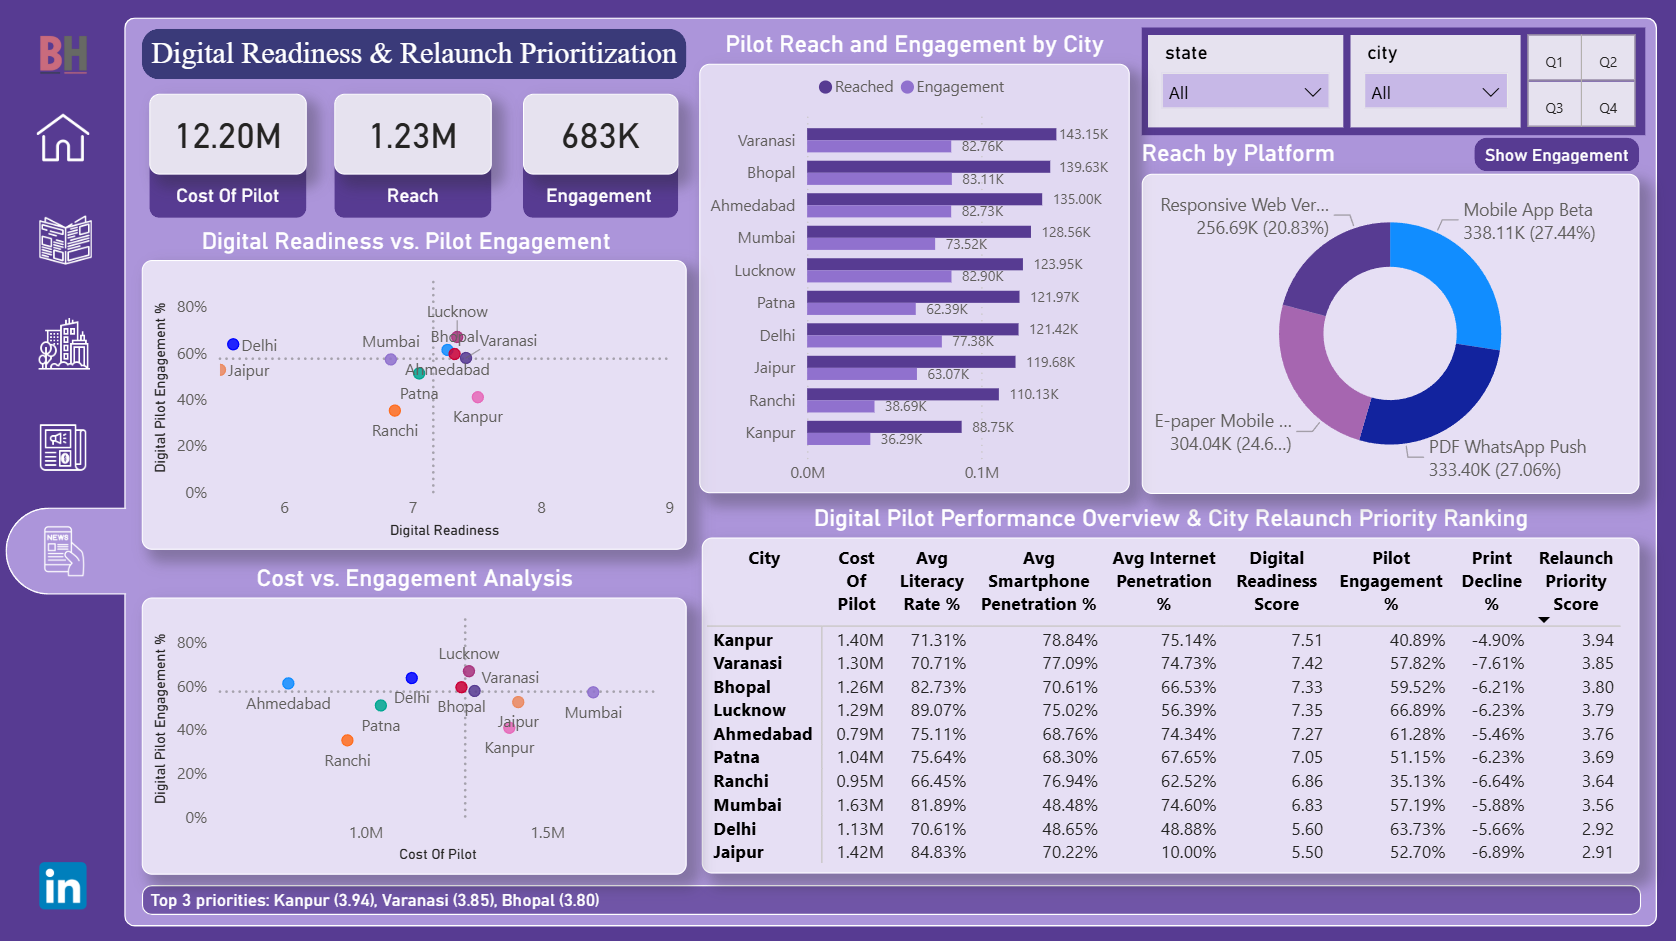 BH
Digital Readiness & Relaunch Prioritization
12.20M
Cost Of Pilot
1.23M
Reach
683K
Engagement
Digital Readiness vs. Pilot Engagement
Digital Pilot Engagement %
80%
60%
40%
20%
0%
Lucknow
Mumbai
Bhopal
Varanasi
Delhi
Jaipur
Ahmedabad
Patna
Kanpur
Ranchi
6
7
8
9
Digital Readiness
Cost vs. Engagement Analysis
Digital Pilot Engagement %
80%
60%
40%
20%
0%
Lucknow
Varanasi
Ahmedabad
Delhi
Bhopal
Mumbai
Patna
Jaipur
Kanpur
Ranchi
1.0M
1.5M
Cost Of Pilot
Pilot Reach and Engagement by City
Reached Engagement
Varanasi 143.15K 82.76K
Bhopal 139.63K 83.11K
Ahmedabad 135.00K 82.73K
Mumbai 128.56K 73.52K
Lucknow 123.95K 82.90K
Patna 121.97K 62.39K
Delhi 121.42K 77.38K
Jaipur 119.68K 63.07K
Ranchi 110.13K 38.69K
Kanpur 88.75K 36.29K
0.0M 0.1M
state
All
city
All
Q1 Q2
Q3 Q4
Reach by Platform
Show Engagement
Responsive Web Ver...
256.69K (20.83%)
Mobile App Beta
338.11K (27.44%)
E-paper Mobile ...
304.04K (24.6...)
PDF WhatsApp Push
333.40K (27.06%)
Digital Pilot Performance Overview & City Relaunch Priority Ranking
City Cost Of Pilot Avg Literacy Rate % Avg Smartphone Penetration % Avg Internet Penetration % Digital Readiness Score Pilot Engagement % Print Decline % Relaunch Priority Score
Kanpur 1.40M 71.31% 78.84% 75.14% 7.51 40.89% -4.90% 3.94
Varanasi 1.30M 70.71% 77.09% 74.73% 7.42 57.82% -7.61% 3.85
Bhopal 1.26M 82.73% 70.61% 66.53% 7.33 59.52% -6.21% 3.80
Lucknow 1.29M 89.07% 75.02% 56.39% 7.35 66.89% -6.23% 3.79
Ahmedabad 0.79M 75.11% 68.76% 74.34% 7.27 61.28% -5.46% 3.76
Patna 1.04M 75.64% 68.30% 67.65% 7.05 51.15% -6.23% 3.69
Ranchi 0.95M 66.45% 76.94% 62.52% 6.86 35.13% -6.64% 3.64
Mumbai 1.63M 81.89% 48.48% 74.60% 6.83 57.19% -5.88% 3.56
Delhi 1.13M 70.61% 48.65% 48.88% 5.60 63.73% -5.66% 2.92
Jaipur 1.42M 84.83% 70.22% 10.00% 5.50 52.70% -6.89% 2.91
NEWS
in
Top 3 priorities: Kanpur (3.94), Varanasi (3.85), Bhopal (3.80)